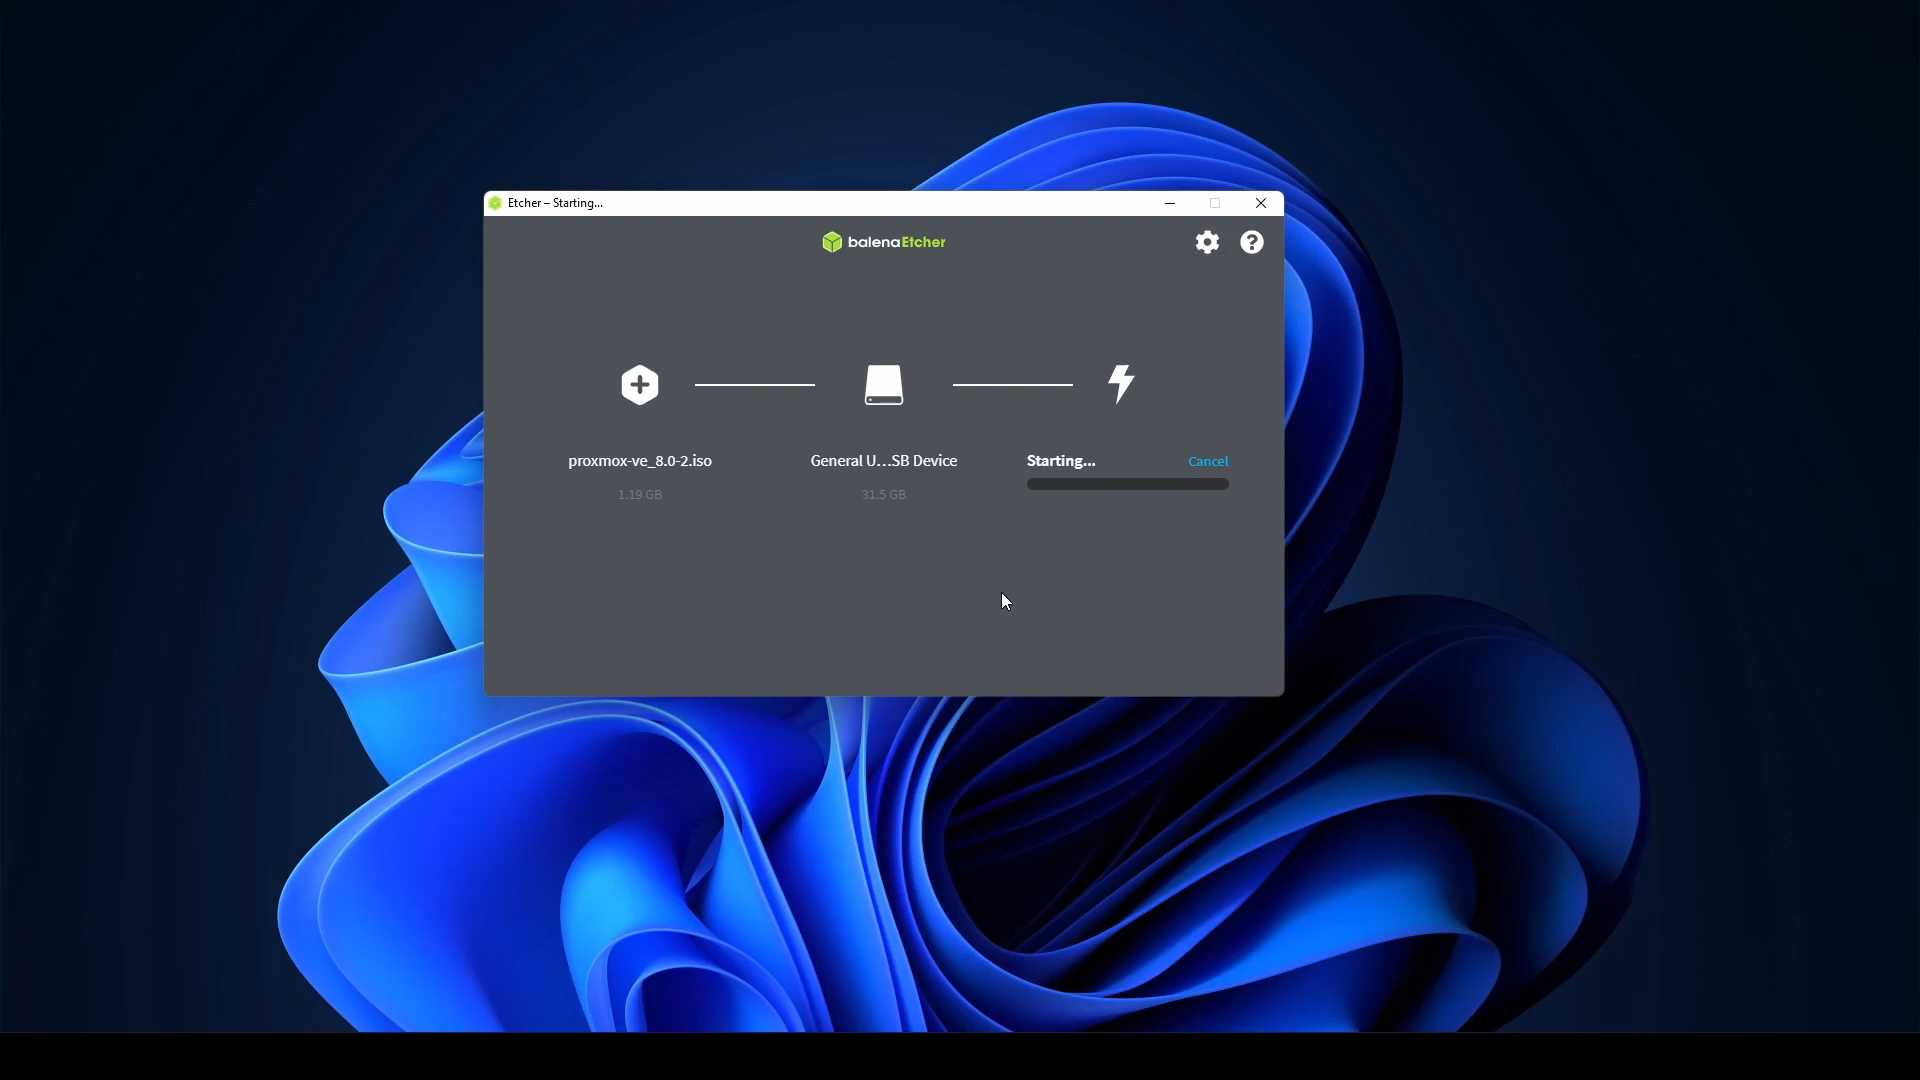 Etcher – Starting...
balenaEtcher
proxmox-ve_8.0-2.iso
General U...SB Device
Starting...
Cancel
1.19 GB
31.5 GB